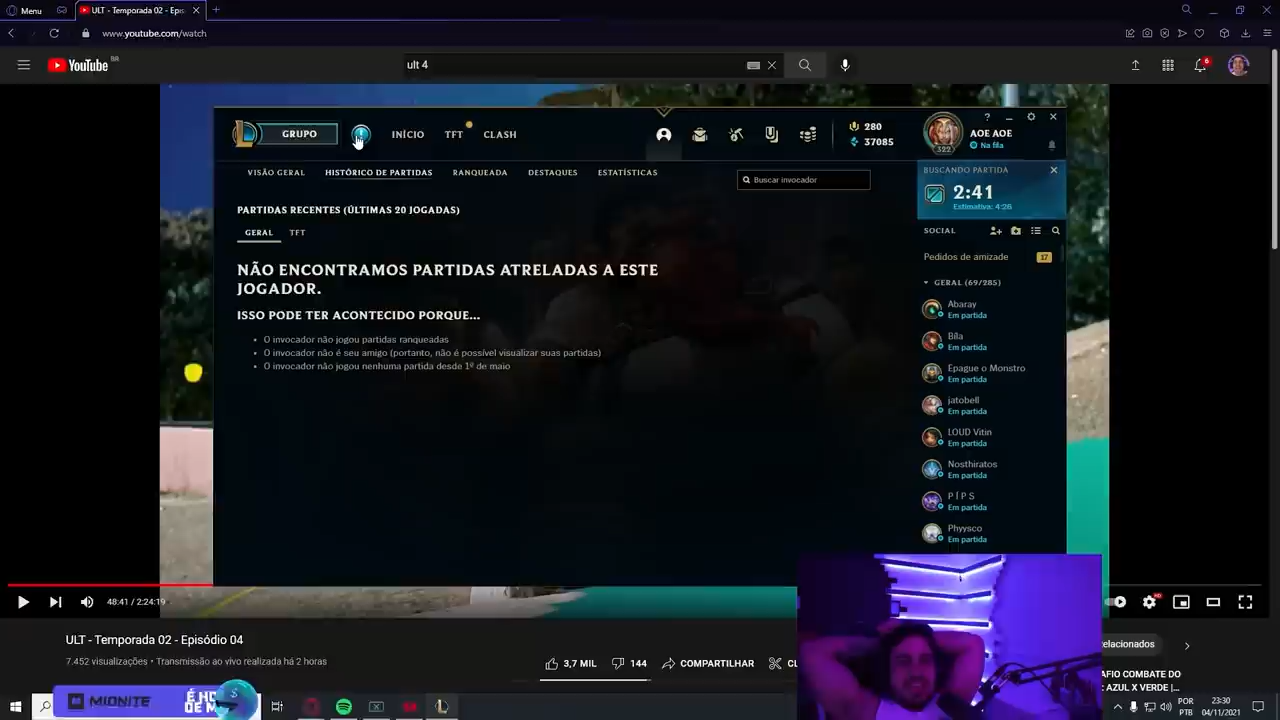 Menu
ULT - Temporada 02 - Epis
www.youtube.com/watch
YouTube BR
ult 4
6
GRUPO
INÍCIO
TFT
CLASH
280
37085
322
AOE AOE
Na fila
VISÃO GERAL
HISTÓRICO DE PARTIDAS
RANQUEADA
DESTAQUES
ESTATÍSTICAS
Buscar invocador
BUSCANDO PARTIDA
2:41
Estimativa: 4:26
PARTIDAS RECENTES (ÚLTIMAS 20 JOGADAS)
GERAL
TFT
SOCIAL
Pedidos de amizade
17
GERAL (69/285)
NÃO ENCONTRAMOS PARTIDAS ATRELADAS A ESTE
JOGADOR.
ISSO PODE TER ACONTECIDO PORQUE...
• O invocador não jogou partidas ranqueadas
• O invocador não é seu amigo (portanto, não é possível visualizar suas partidas)
• O invocador não jogou nenhuma partida desde 1º de maio
Abaray
Em partida
Bíla
Em partida
Epague o Monstro
Em partida
jatobell
Em partida
LOUD Vitin
Em partida
Nosthiratos
Em partida
P Í P S
Em partida
Phyysco
Em partida
48:41 / 2:24:19
HD
ULT - Temporada 02 - Episódio 04
7.452 visualizações • Transmissão ao vivo realizada há 2 horas
3,7 MIL
144
COMPARTILHAR
CL
elacionados
AFIO COMBATE DO
AZUL X VERDE |...
MIONITE
É HO
DE M
POR
PTB
23:30
04/11/2021